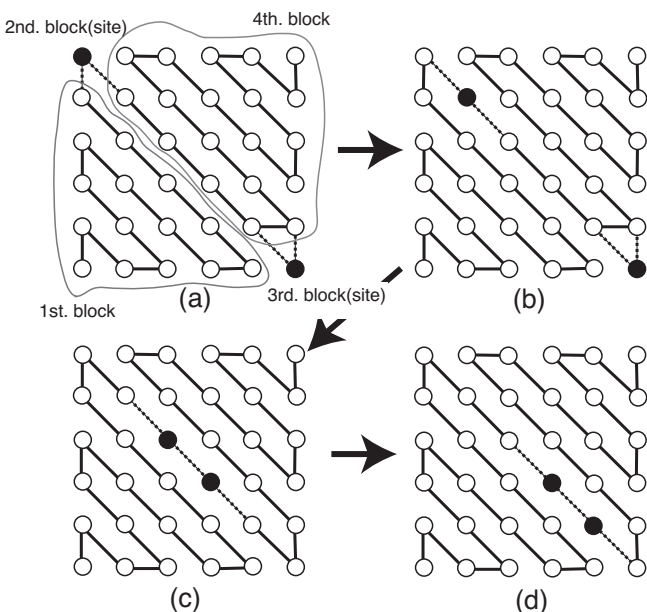 4th. block
2nd. block(site)
(a)
3rd. block(site)
(b)
1st. block
(c)
(d)